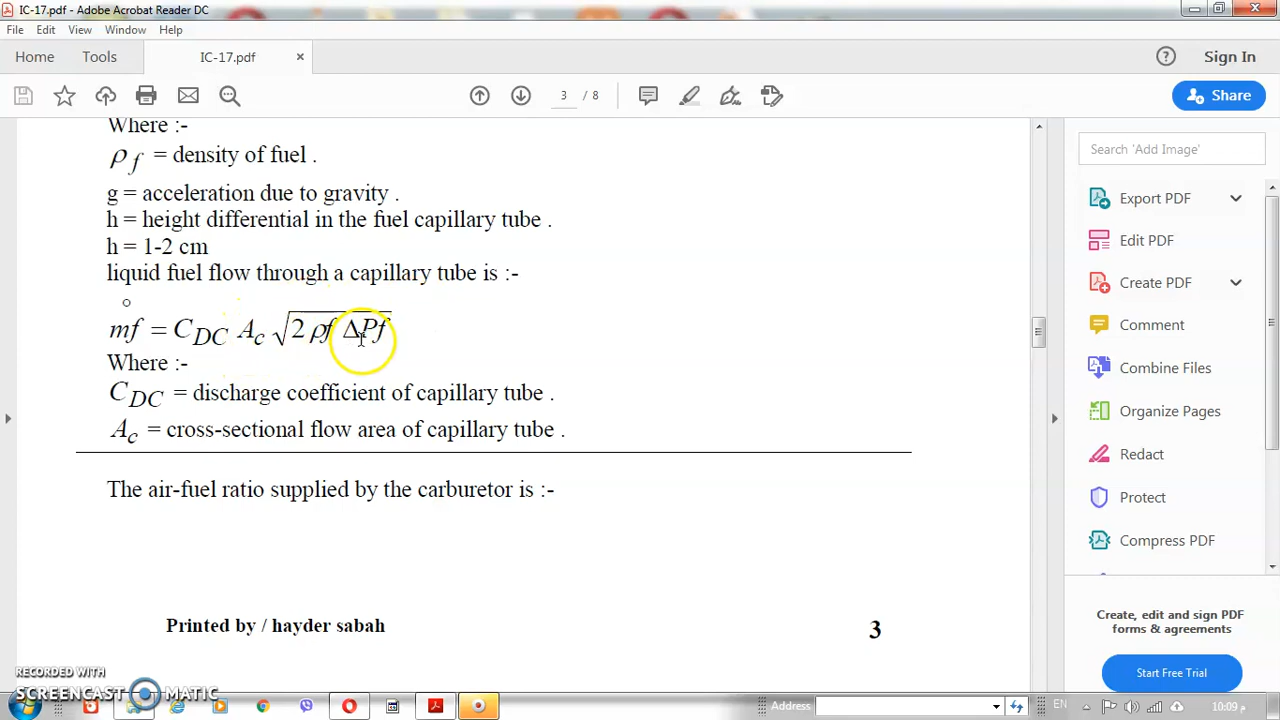 IC-17.pdf - Adobe Acrobat Reader DC
File Edit View Window Help
Home Tools IC-17.pdf × Sign In
3 / 8 Share
Where :-
ρ f = density of fuel .
g = acceleration due to gravity .
h = height differential in the fuel capillary tube .
h = 1-2 cm
liquid fuel flow through a capillary tube is :-
°
mf = C DC A c √2 ρf ΔPf
Where :-
C DC = discharge coefficient of capillary tube .
A c = cross-sectional flow area of capillary tube .
The air-fuel ratio supplied by the carburetor is :-
Printed by / hayder sabah 3
Search 'Add Image'
Export PDF
Edit PDF
Create PDF
Comment
Combine Files
Organize Pages
Redact
Protect
Compress PDF
Create, edit and sign PDF
forms & agreements
Start Free Trial
RECORDED WITH
SCREENCAST MATIC
Address EN 10:09 م